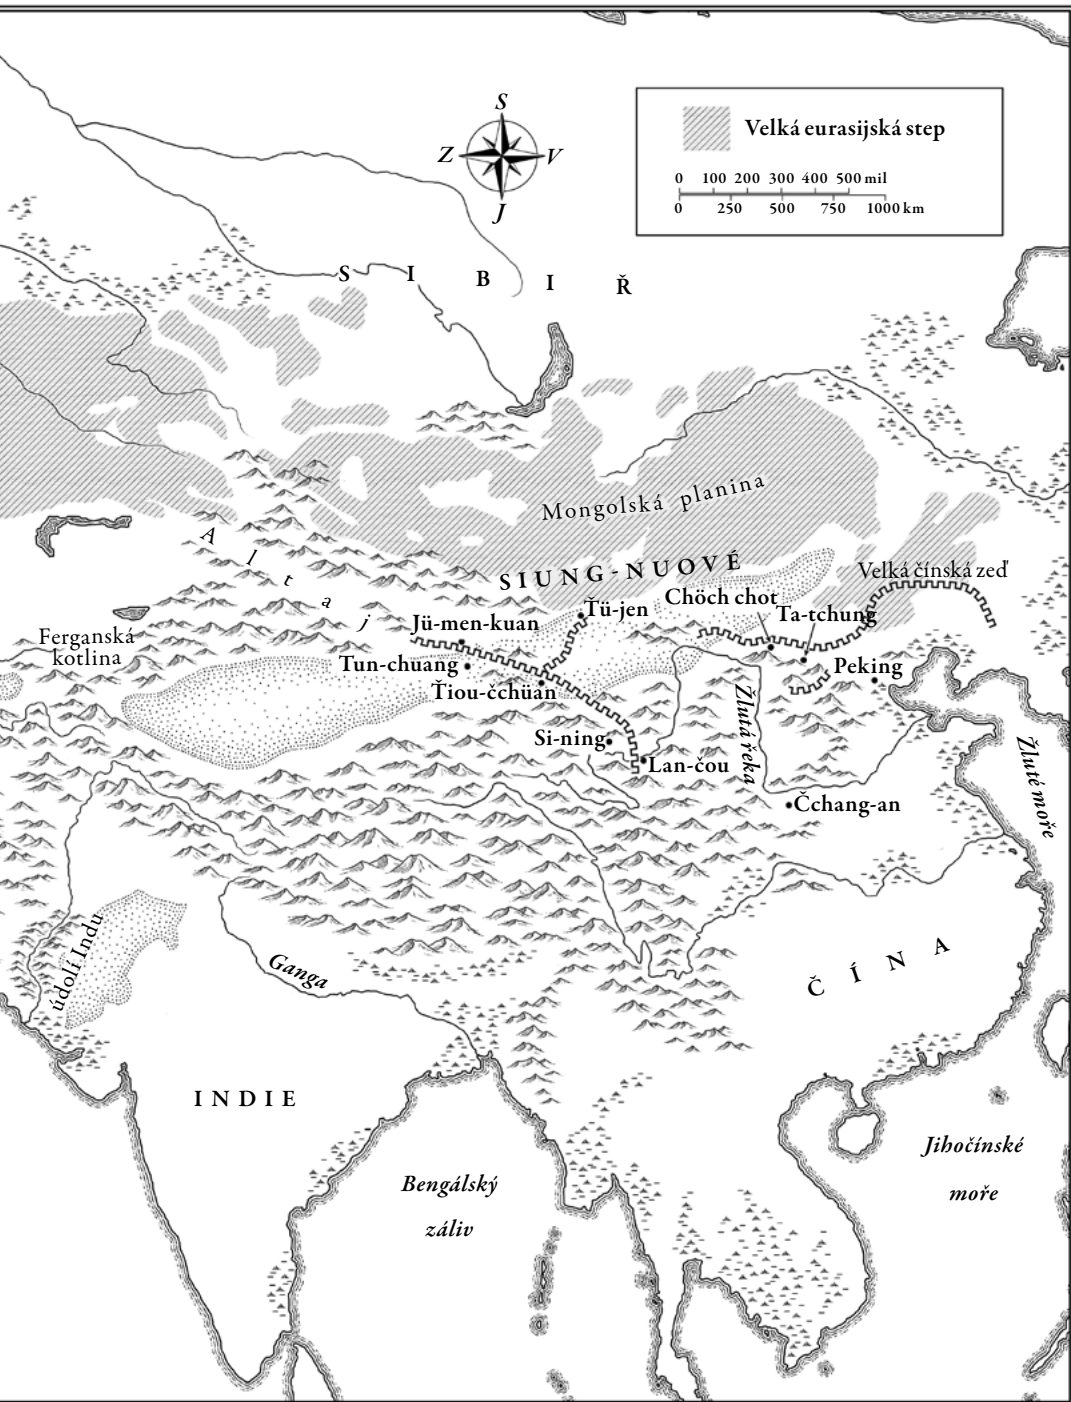 S
Z
V
J
Velká eurasijská step
0 100 200 300 400 500 mil
0 250 500 750 1000 km
SIBIŘ
Mongolská planina
Altaj
SIUNG-NUOVÉ
Velká čínská zeď
Chöch chot
Ťü-jen
Ta-tchung
Jü-men-kuan
Ferganská
kotlina
Tun-chuang
Peking
Ťiou-čchüan
Žlutá řeka
Si-ning
Lan-čou
Žluté moře
Čchang-an
údolí Indu
Ganga
ČÍNA
INDIE
Jihočínské
moře
Bengálský
záliv